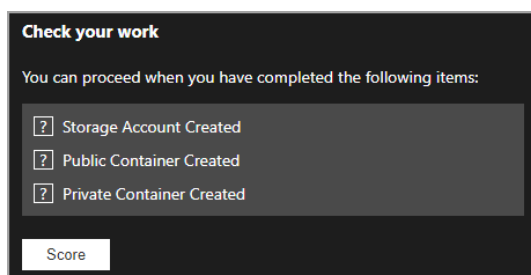 Check your work
You can proceed when you have completed the following items:
? Storage Account Created
? Public Container Created
? Private Container Created
Score